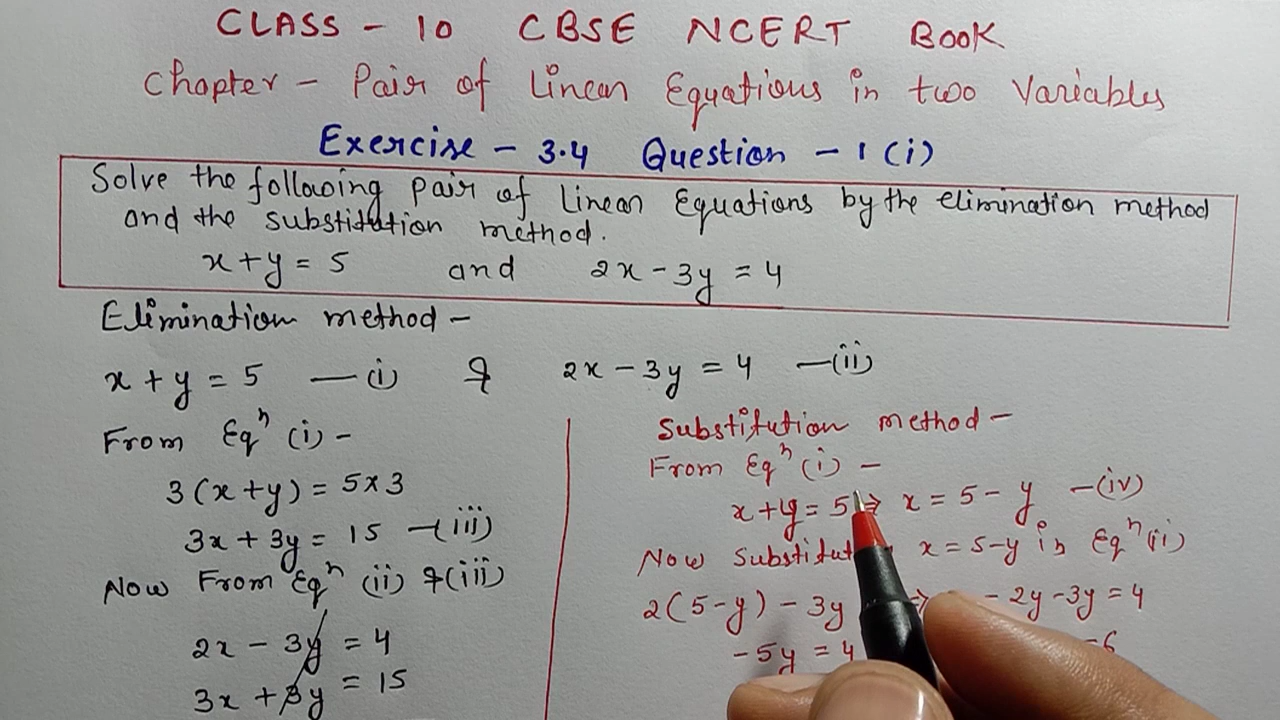 CLASS - 10 CBSE NCERT BOOK
Chapter - Pair of Linear Equations in two Variables
Exercise - 3.4 Question - 1 (i)
Solve the following pair of linear Equations by the elimination method
and the substitution method.
x + y = 5 and 2x - 3y = 4
Elimination method -
x + y = 5 —(i) & 2x - 3y = 4 —(ii)
From Eqⁿ (i) -
3(x+y) = 5×3
3x + 3y = 15 —(iii)
Now From Eqⁿ (ii) & (iii)
2x - 3y = 4
3x + 3y = 15
Substitution method -
From Eqⁿ (i) -
x + y = 5 ⇒ x = 5 - y —(iv)
Now x = 5-y in Eqⁿ (ii)
2(5-y) - 3y - 2y - 3y = 4
-5y = 4 6